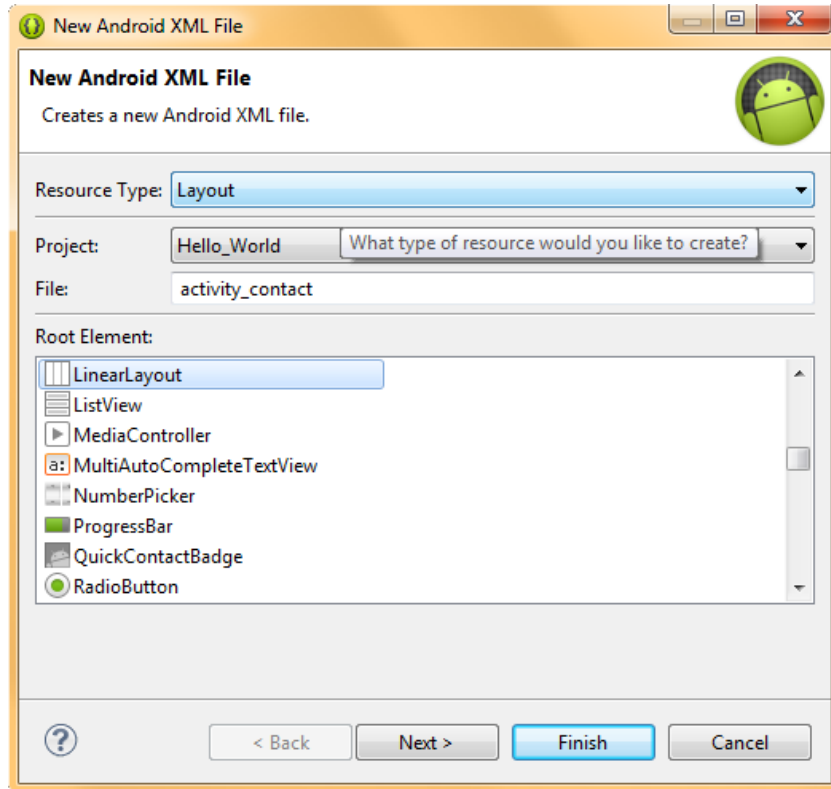 New Android XML File
New Android XML File
Creates a new Android XML file.
Resource Type: Layout
Project: Hello_World
What type of resource would you like to create?
File: activity_contact
Root Element:
LinearLayout
ListView
MediaController
a: MultiAutoCompleteTextView
NumberPicker
ProgressBar
QuickContactBadge
RadioButton
? < Back Next > Finish Cancel